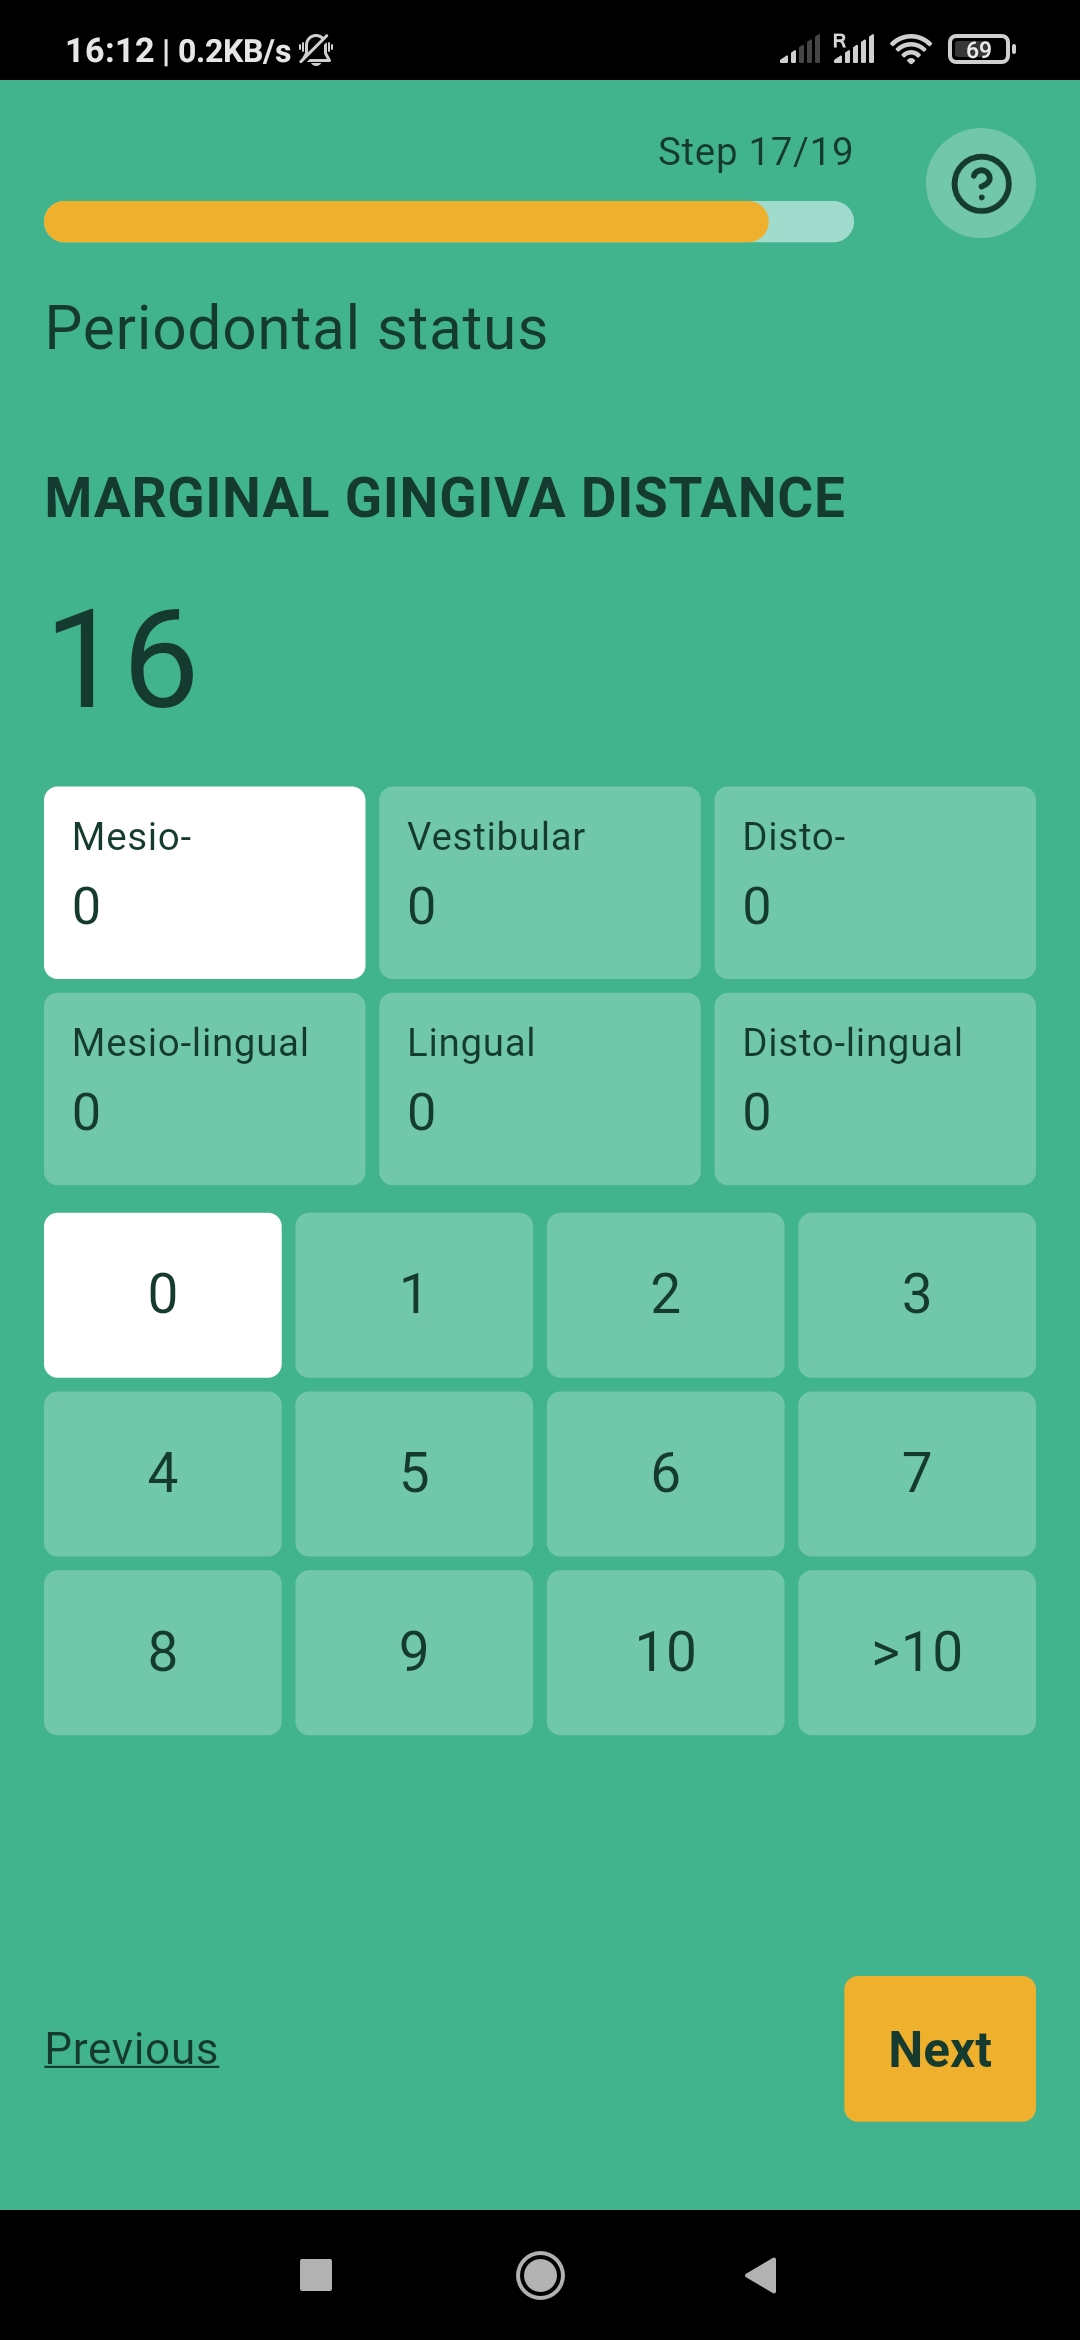 16:12 | 0.2KB/s
R
69
Step 17/19
?
Periodontal status
MARGINAL GINGIVA DISTANCE
16
Mesio- Vestibular Disto-
0 0 0
Mesio-lingual Lingual Disto-lingual
0 0 0
0 1 2 3
4 5 6 7
8 9 10 >10
Previous Next